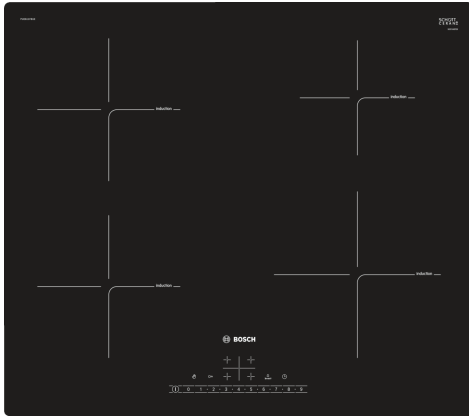 SCHOTT
CERAN®
induction
induction
induction
induction
BOSCH
0 1 · 2 · 3 · 4 · 5 · 6 · 7 · 8 · 9